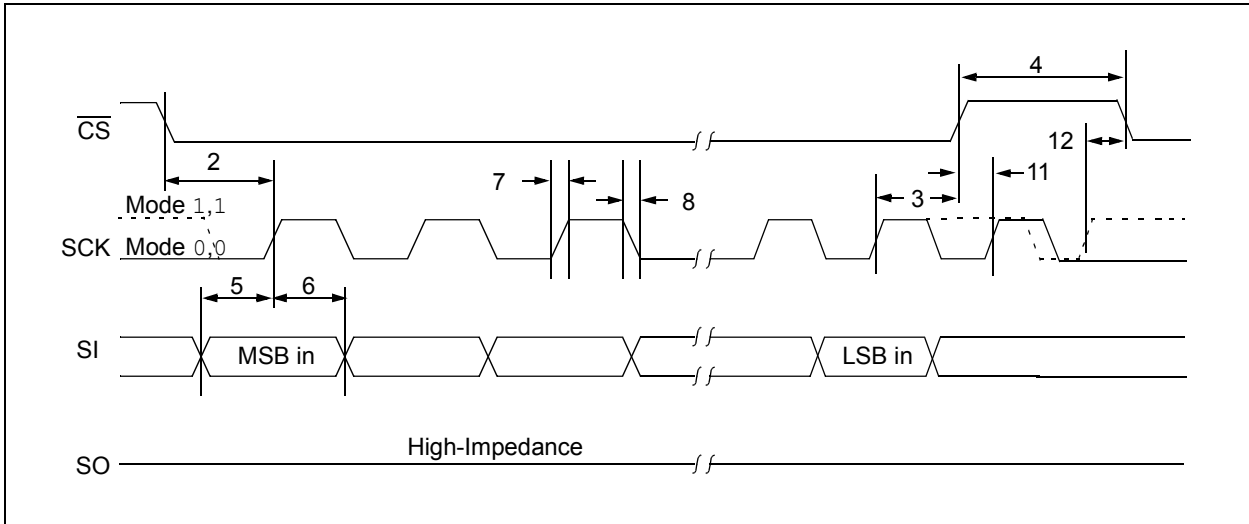 4
C̅S̅
12
2
11
7
8
3
Mode 1,1
SCK Mode 0,0
5 6
SI MSB in LSB in
High-Impedance
SO